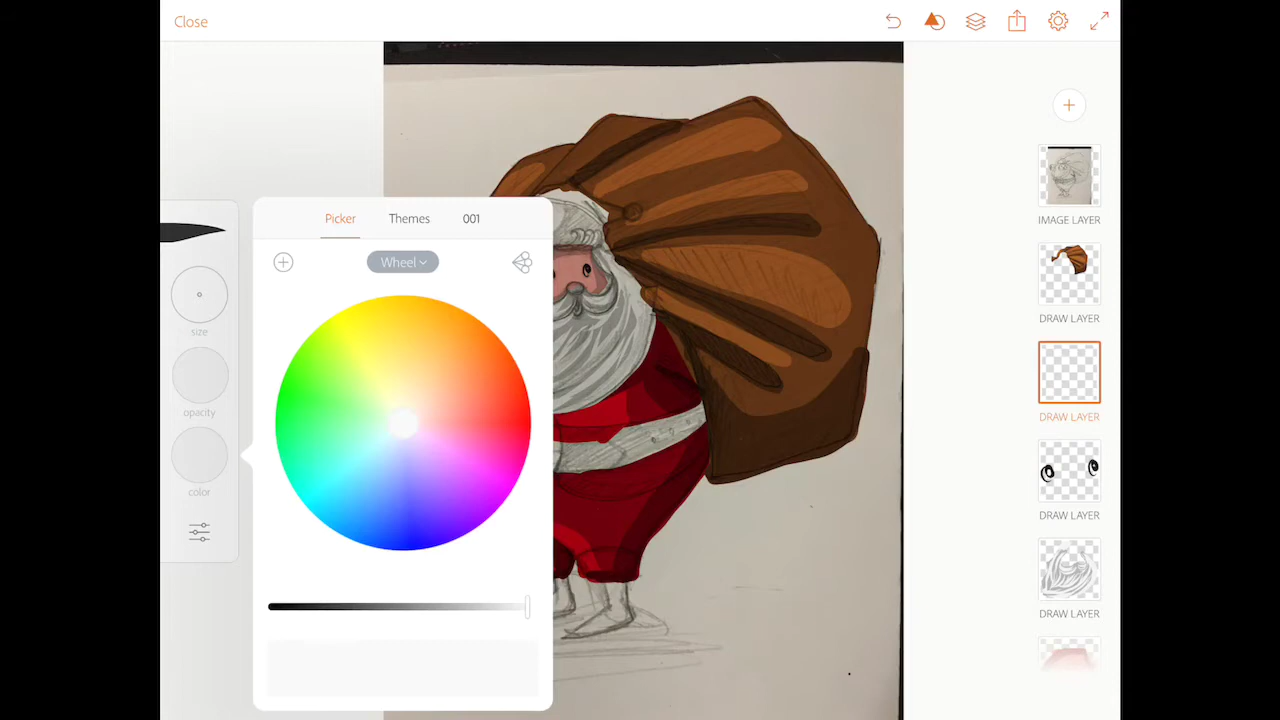 Close
Picker Themes 001
Wheel
size
opacity
color
IMAGE LAYER
DRAW LAYER
DRAW LAYER
DRAW LAYER
DRAW LAYER